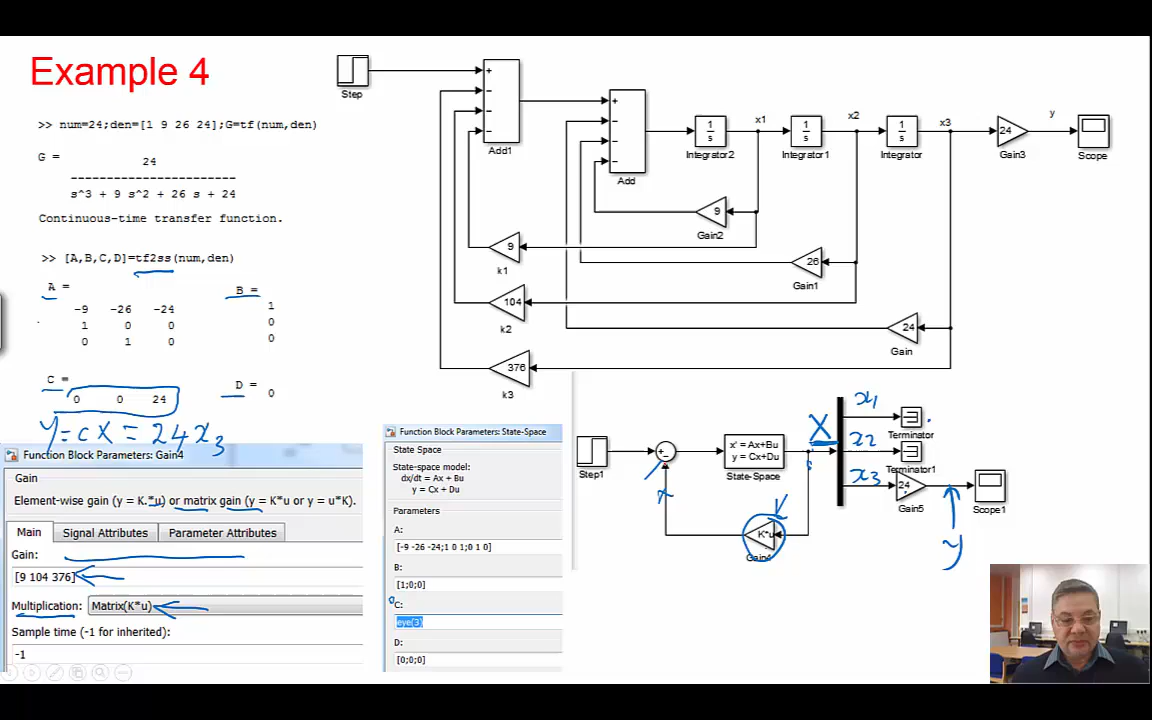 Example 4
>> num=24;den=[1 9 26 24];G=tf(num,den)
G =
24
-----------------------
s^3 + 9 s^2 + 26 s + 24
Continuous-time transfer function.
>> [A,B,C,D]=tf2ss(num,den)
A =
-9 -26 -24
1 0 0
0 1 0
B =
1
0
0
C =
0 0 24
D =
0
y = cX = 24x3
Step
+
-
-
-
Add1
+
-
-
-
Add
1
s
Integrator2
x1
1
s
Integrator1
x2
1
s
Integrator
x3
24
Gain3
y
Scope
9
Gain2
9
k1
26
Gain1
104
k2
24
Gain
376
k3
Function Block Parameters: Gain4
Gain
Element-wise gain (y = K.*u) or matrix gain (y = K*u or y = u*K).
Main Signal Attributes Parameter Attributes
Gain:
[9 104 376]
Multiplication: Matrix(K*u)
Sample time (-1 for inherited):
-1
Function Block Parameters: State-Space
State Space
State-space model:
dx/dt = Ax + Bu
y = Cx + Du
Parameters
A:
[-9 -26 -24;1 0 1;0 1 0]
B:
[1;0;0]
C:
eye(3)
D:
[0;0;0]
Step1
+
-
x' = Ax+Bu
y = Cx+Du
State-Space
X
x1
Terminator
x2
Terminator1
x3
24
Gain5
Scope1
y
K*u
Gain4